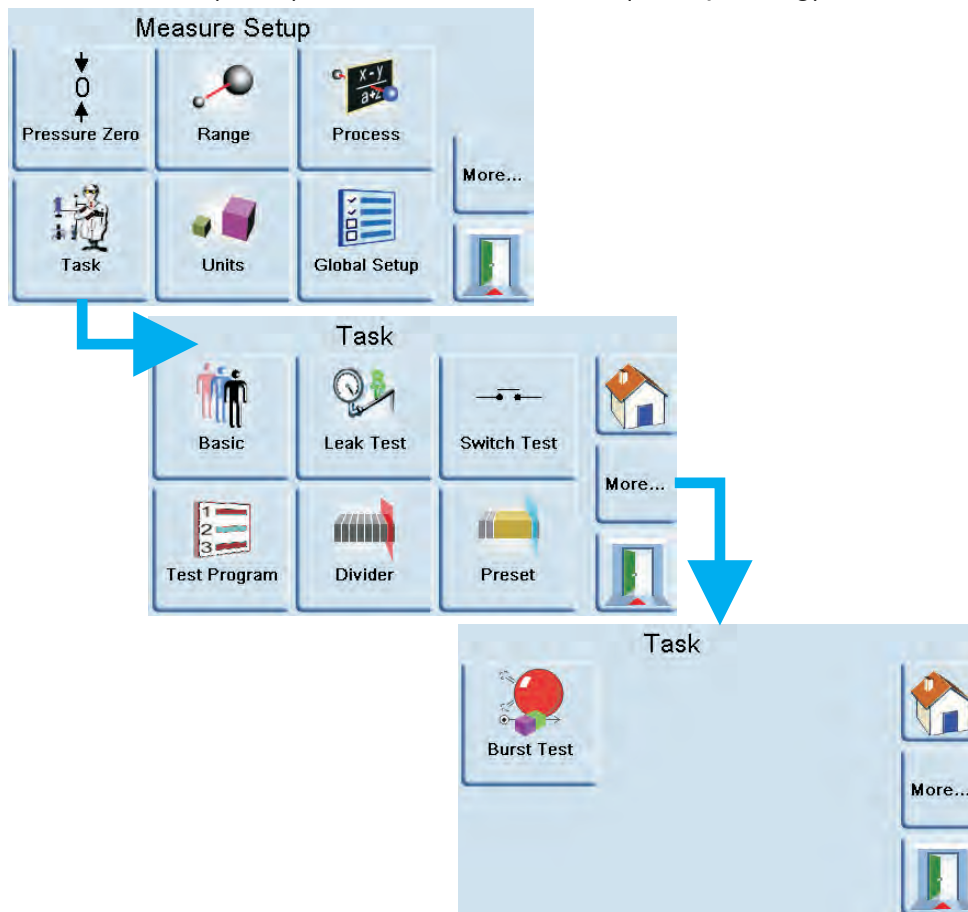 Measure Setup
0
Pressure Zero
Range
x-y
a+z
Process
More...
Task
Units
Global Setup
Task
Basic
Leak Test
Switch Test
More...
1
2
3
Test Program
Divider
Preset
Task
Burst Test
More...